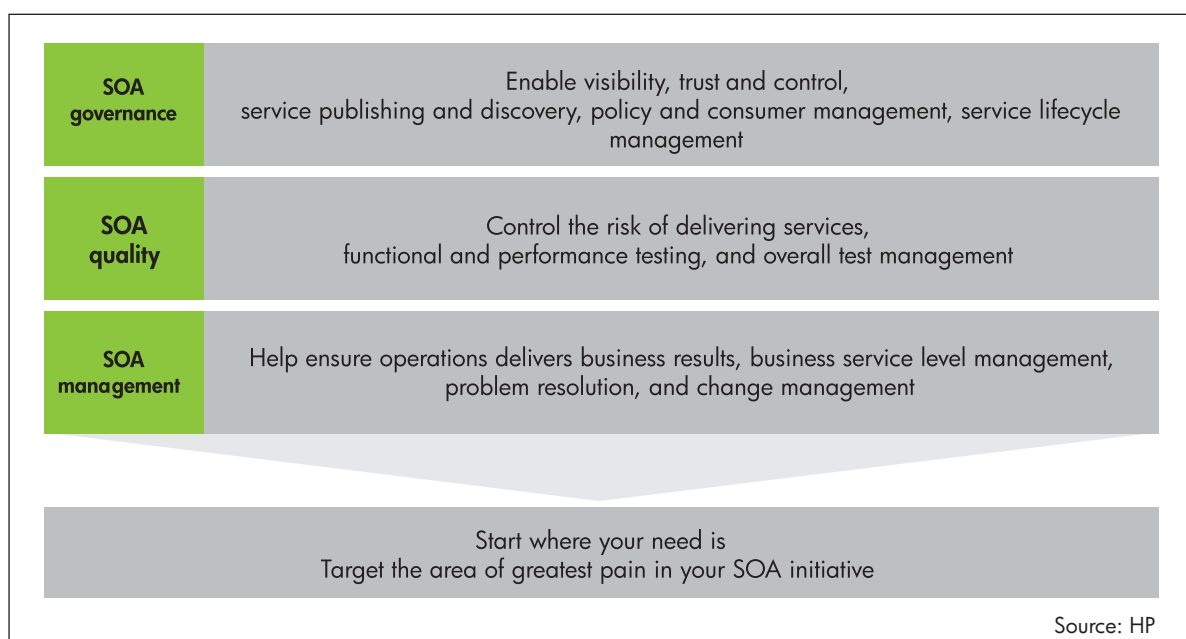 SOA
governance
Enable visibility, trust and control,
service publishing and discovery, policy and consumer management, service lifecycle
management
SOA
quality
Control the risk of delivering services,
functional and performance testing, and overall test management
SOA
management
Help ensure operations delivers business results, business service level management,
problem resolution, and change management
Start where your need is
Target the area of greatest pain in your SOA initiative
Source: HP